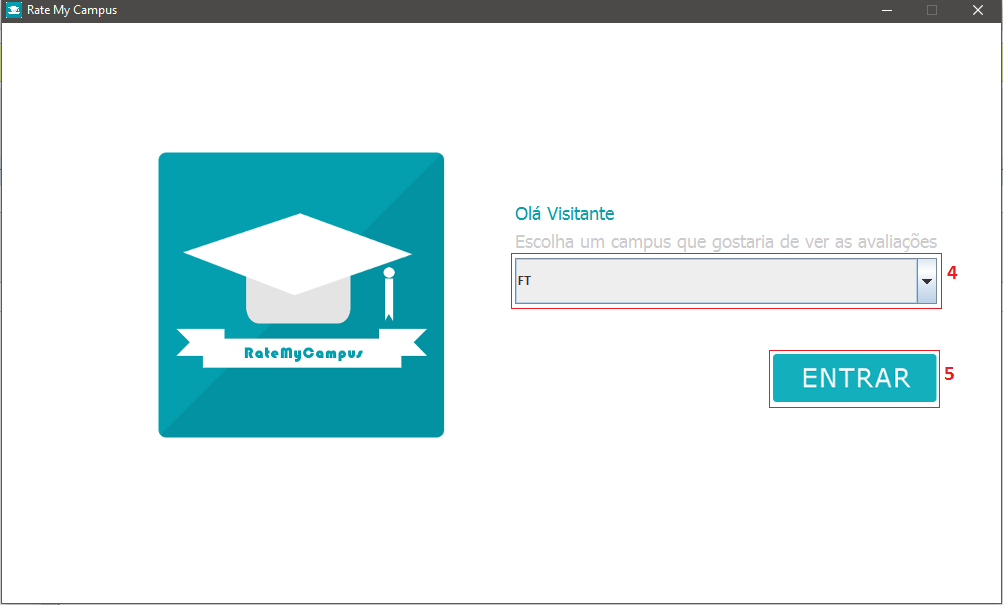 Rate My Campus
Olá Visitante
Escolha um campus que gostaria de ver as avaliações
FT
4
RateMyCampus
ENTRAR
5